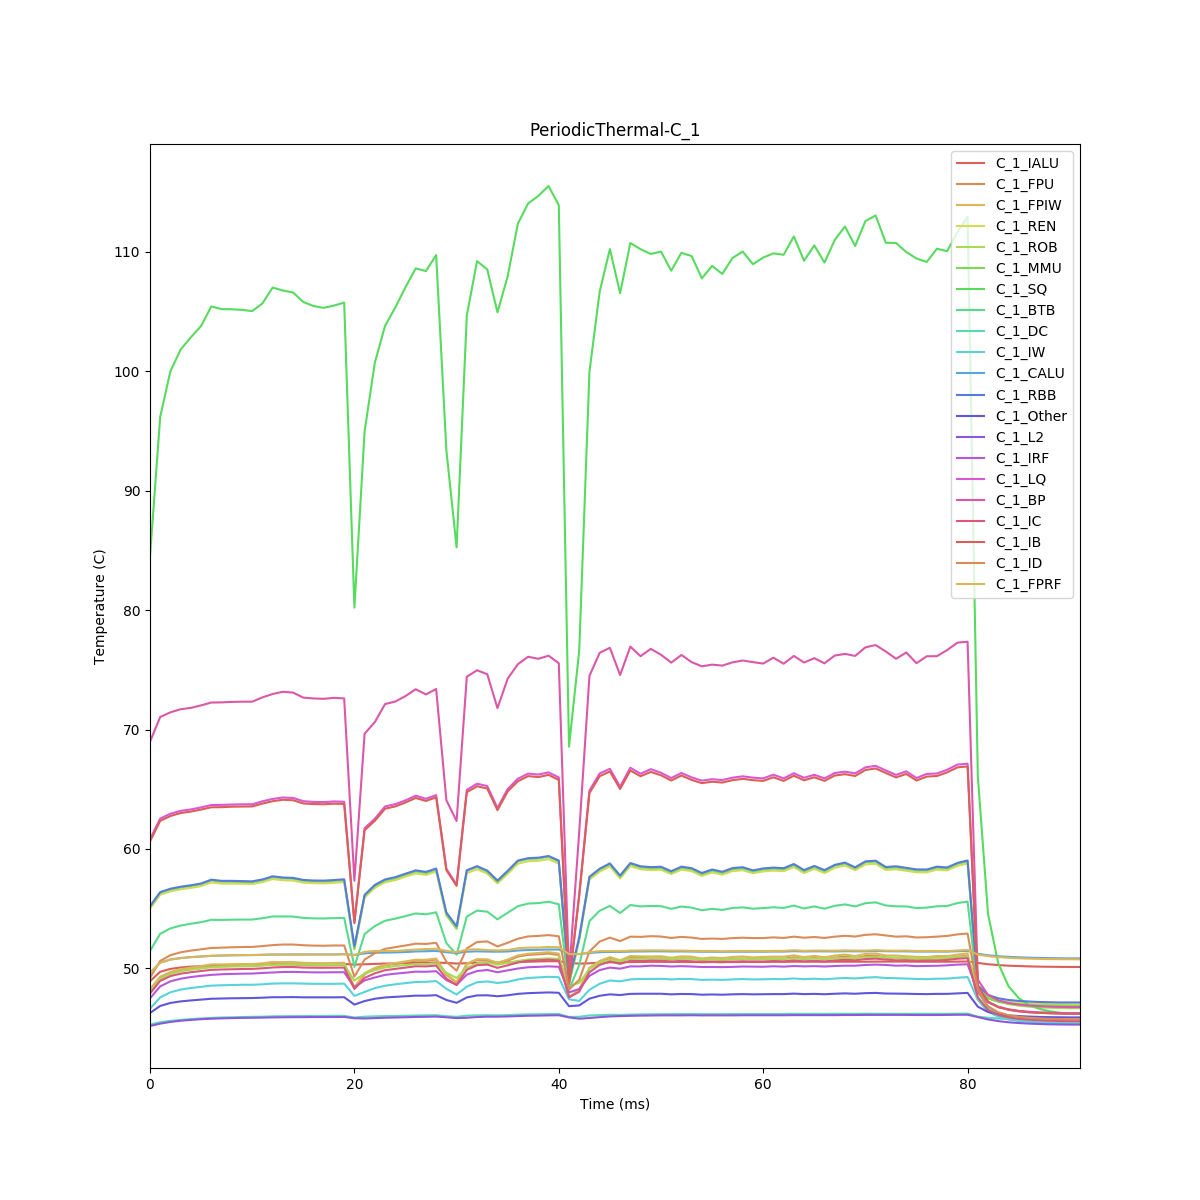 PeriodicThermal-C_1
C_1_IALU
C_1_FPU
C_1_FPIW
C_1_REN
C_1_ROB
C_1_MMU
C_1_SQ
C_1_BTB
C_1_DC
C_1_IW
C_1_CALU
C_1_RBB
C_1_Other
C_1_L2
C_1_IRF
C_1_LQ
C_1_BP
C_1_IC
C_1_IB
C_1_ID
C_1_FPRF
Temperature (C)
110
100
90
80
70
60
50
0 20 40 60 80
Time (ms)